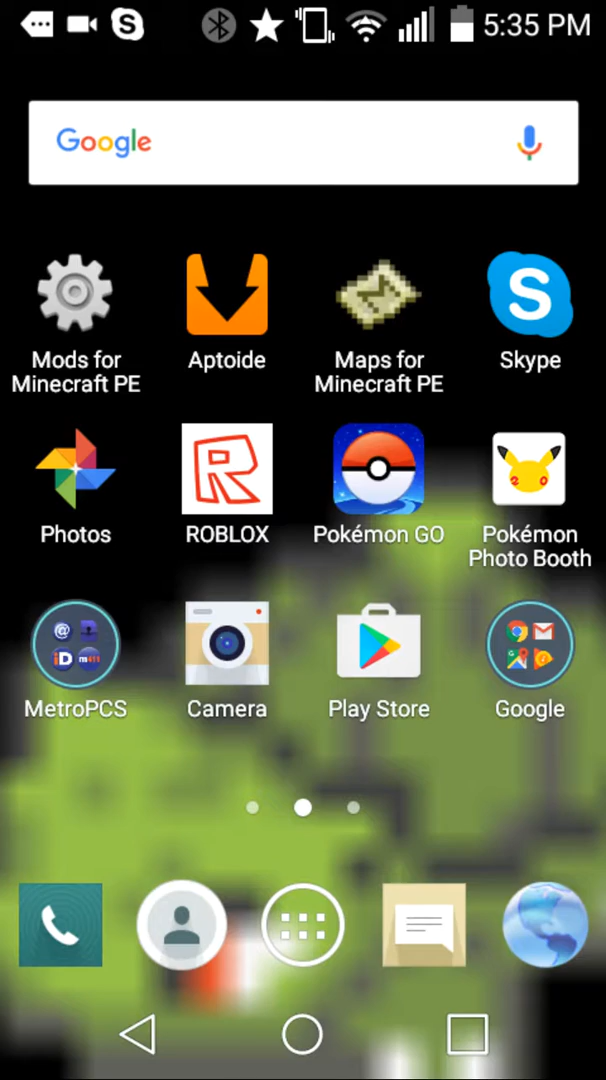 5:35 PM
Google
Mods for Minecraft PE
Aptoide
Maps for Minecraft PE
Skype
Photos
ROBLOX
Pokémon GO
Pokémon Photo Booth
MetroPCS
Camera
Play Store
Google